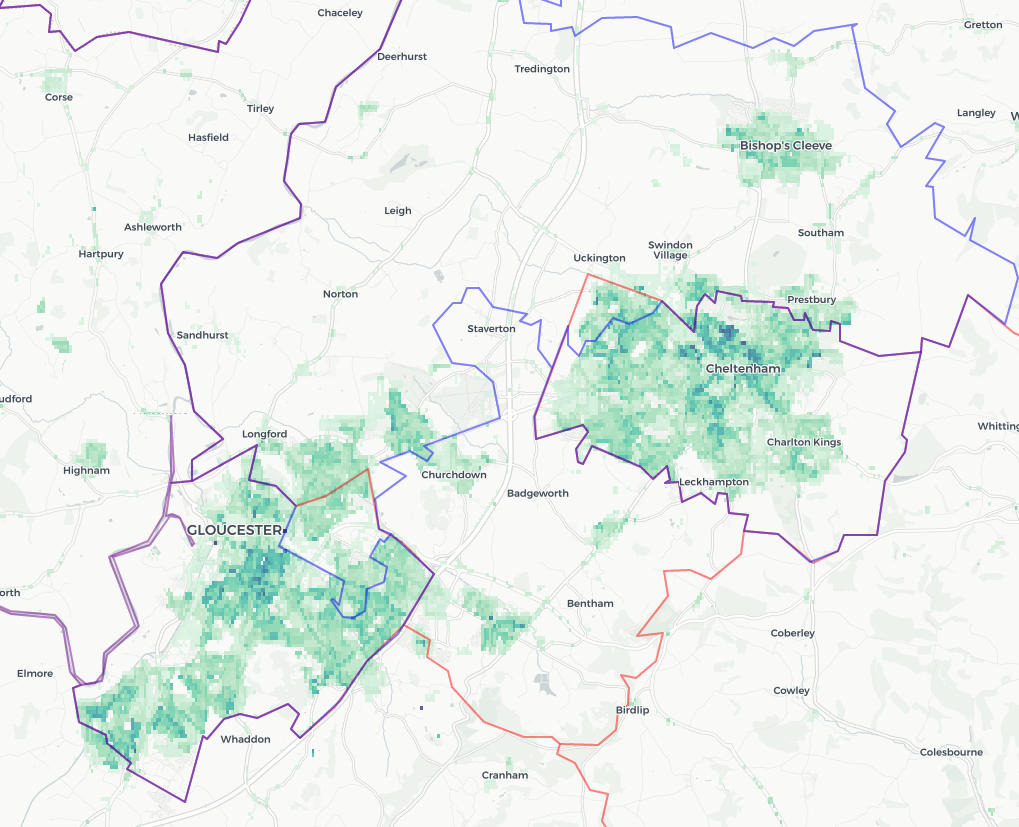 Chaceley
Gretton
Deerhurst
Tredington
Corse
Tirley
Langley
W
Hasfield
Bishop's Cleeve
Leigh
Ashleworth
Southam
Hartpury
Swindon
Village
Uckington
Norton
Prestbury
Staverton
Sandhurst
Cheltenham
udford
Whitting
Longford
Charlton Kings
Highnam
Churchdown
Leckhampton
Badgeworth
GLOUCESTER
orth
Bentham
Coberley
Elmore
Cowley
Birdlip
Whaddon
Colesbourne
Cranham